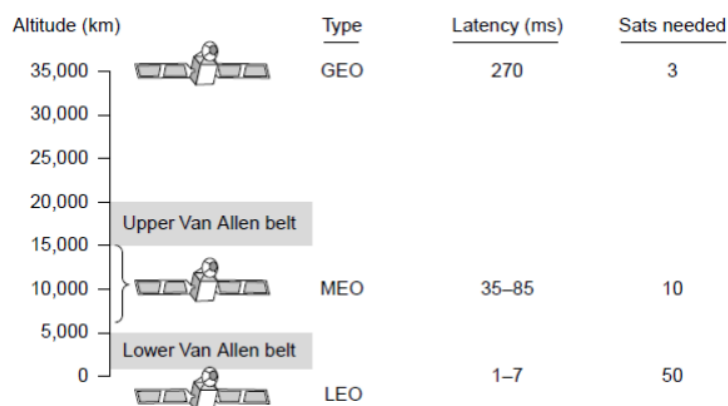 Altitude (km) Type Latency (ms) Sats needed
35,000 GEO 270 3
30,000
25,000
20,000
Upper Van Allen belt
15,000
10,000 MEO 35–85 10
5,000
Lower Van Allen belt
0 1–7 50
LEO